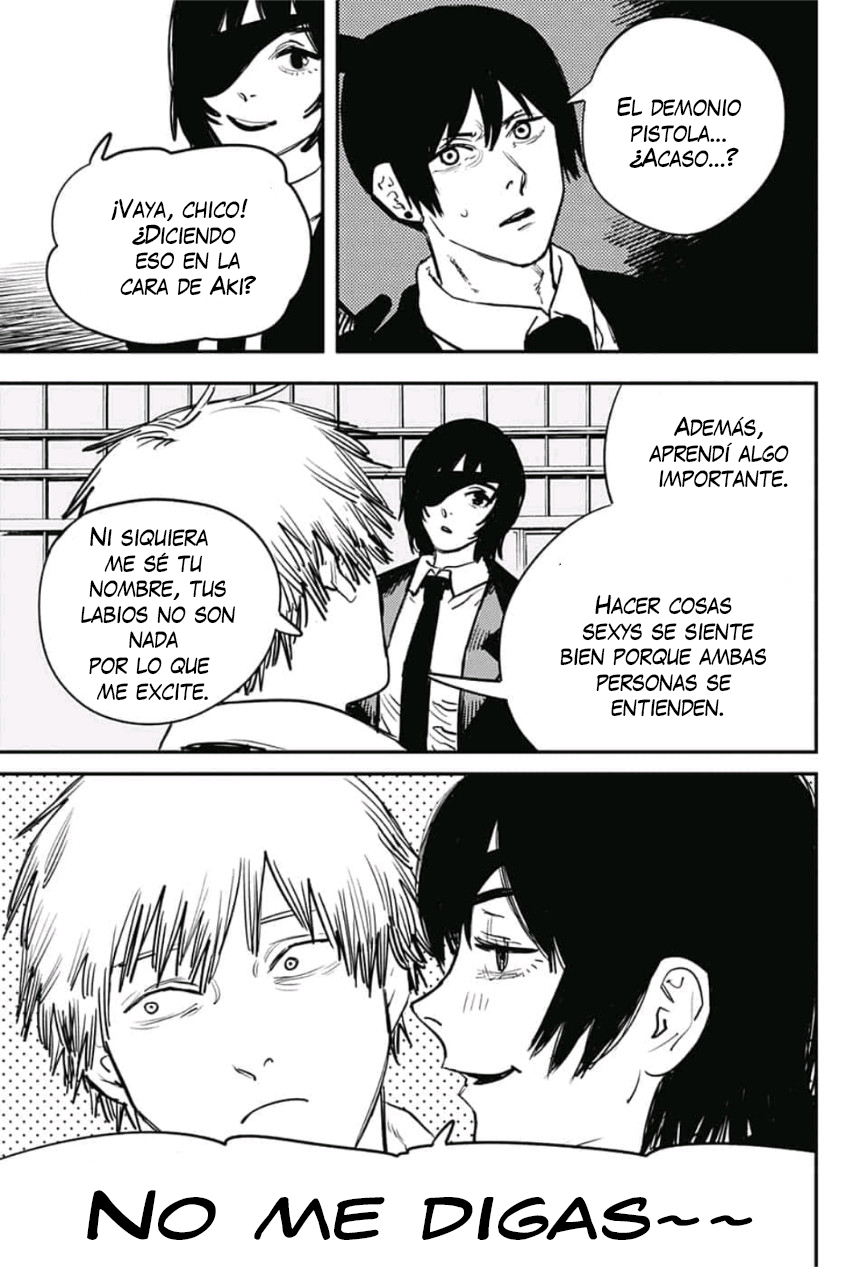 El demonio
pistola...
¿Acaso...?
¡Vaya, chico!
¿Diciendo
eso en la
cara de Aki?
Además,
aprendí algo
importante.
Hacer cosas
sexys se siente
bien porque ambas
personas se
entienden.
Ni siquiera
me sé tu
nombre, tus
labios no son
nada
por lo que
me excite.
No me digas~~